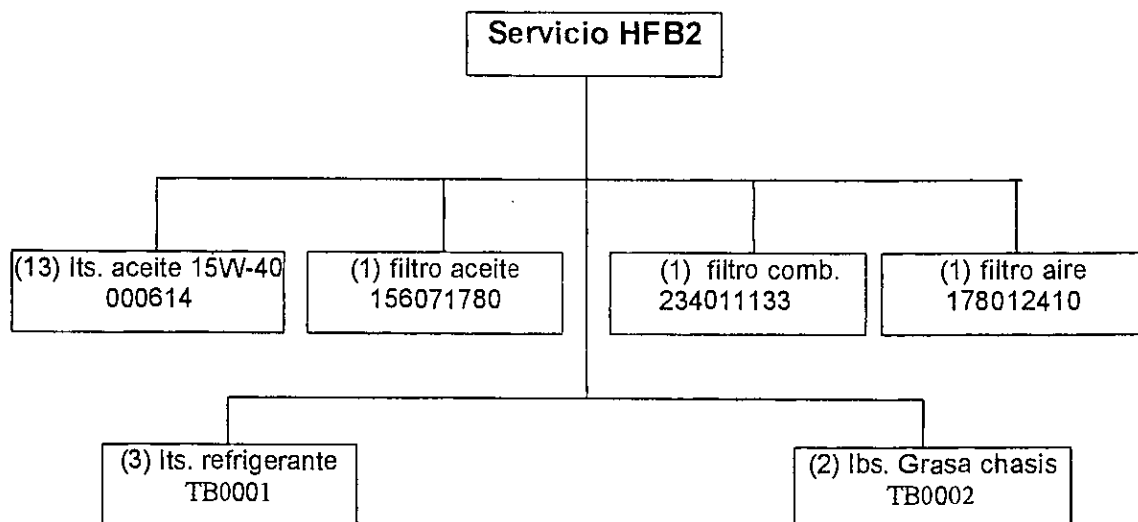 Servicio HFB2
(13) lts. aceite 15W-40
000614
(1) filtro aceite
156071780
(1) filtro comb.
234011133
(1) filtro aire
178012410
(3) lts. refrigerante
TB0001
(2) lbs. Grasa chasis
TB0002